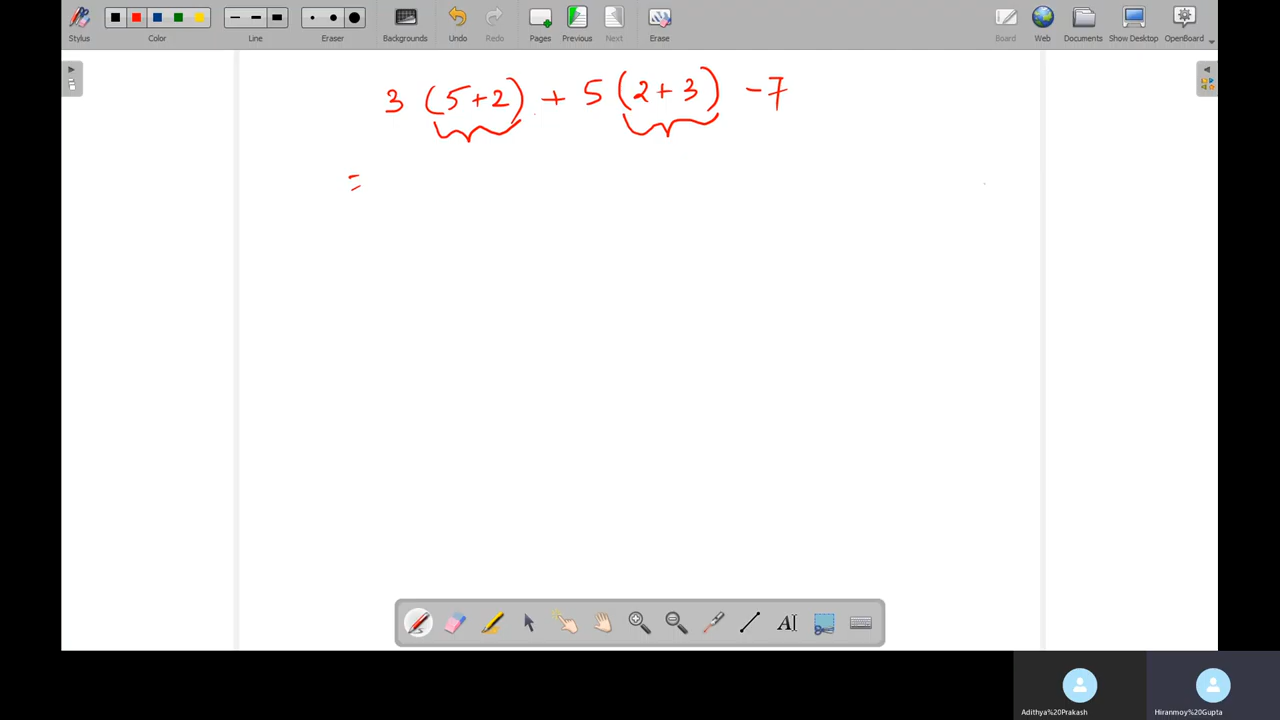 Stylus Color Line Eraser Backgrounds Undo Redo Pages Previous Next Erase Board Web Documents Show Desktop OpenBoard
3 (5+2) + 5 (2+3) -7
=
Adithya%20Prakash Hiranmoy%20Gupta